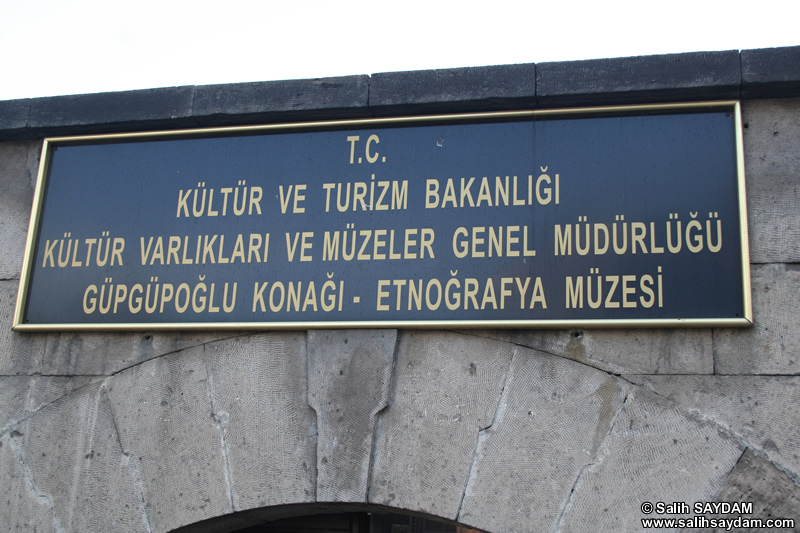 T.C.
KÜLTÜR VE TURİZM BAKANLIĞI
KÜLTÜR VARLIKLARI VE MÜZELER GENEL MÜDÜRLÜĞÜ
GÜPGÜPOĞLU KONAĞI - ETNOĞRAFYA MÜZESİ
© Salih SAYDAM
www.salihsaydam.com